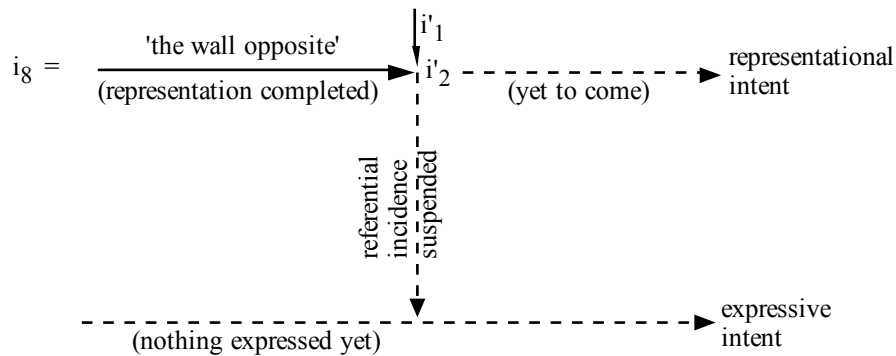 i'1
'the wall opposite'
i8 =
i'2
representational
intent
(representation completed)
(yet to come)
referential
incidence
suspended
expressive
intent
(nothing expressed yet)